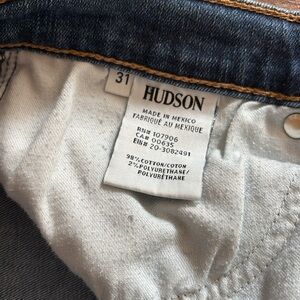 31
HUDSON
MADE IN MEXICO
FABRIQUÉ AU MEXIQUE
RN# 107906
CA# 00635
EIN# 20-3082491
98% COTTON/COTON
2% POLYURETHANE/
POLYURÉTHANE